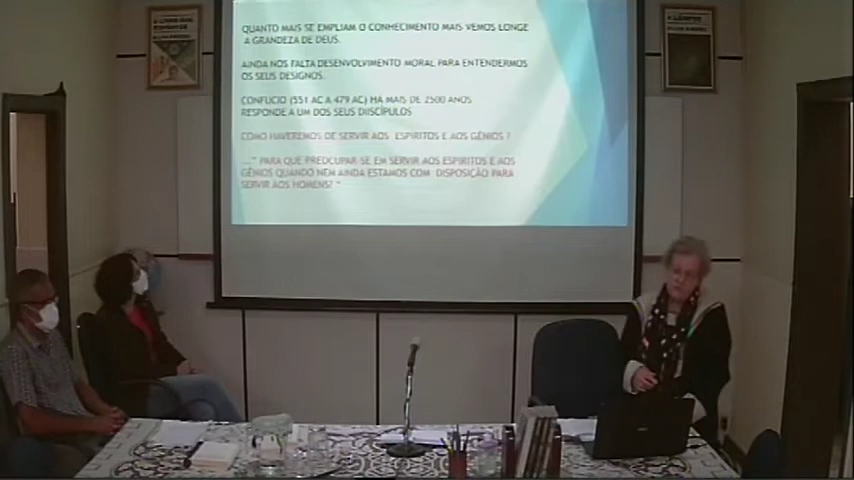 QUANTO MAIS SE EMPLIAM O CONHECIMENTO MAIS VEMOS LONGE
A GRANDEZA DE DEUS.
AINDA NOS FALTA DESENVOLVIMENTO MORAL PARA ENTENDERMOS
OS SEUS DESIGNOS.
CONFUCIO (551 AC A 479 AC) HÁ MAIS DE 2500 ANOS
RESPONDE A UM DOS SEUS DIISCÍPULOS
COMO HAVEREMOS DE SERVIR AOS ESPIRITOS E AOS GÊNIOS ?
...." PARA QUE PREOCUPAR-SE EM SERVIR AOS ESPIRITOS E AOS
GÊNIOS QUANDO NEM AINDA ESTAMOS COM DISPOSIÇÃO PARA
SERVIR AOS HOMENS? "